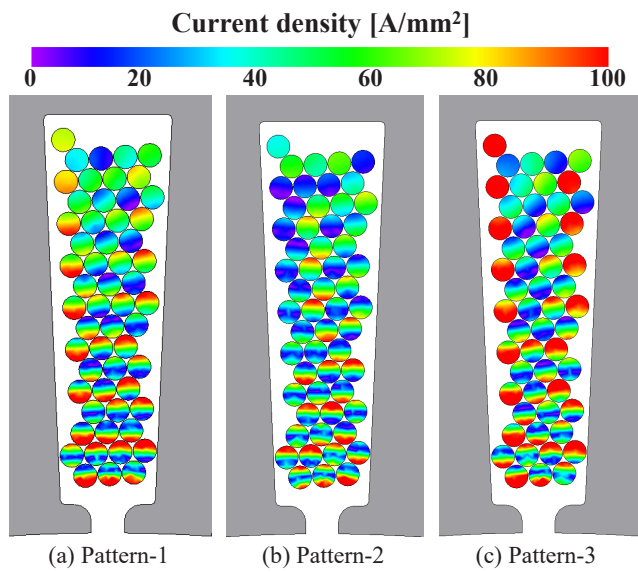 Current density [A/mm²]
0 20 40 60 80 100
(a) Pattern-1 (b) Pattern-2 (c) Pattern-3